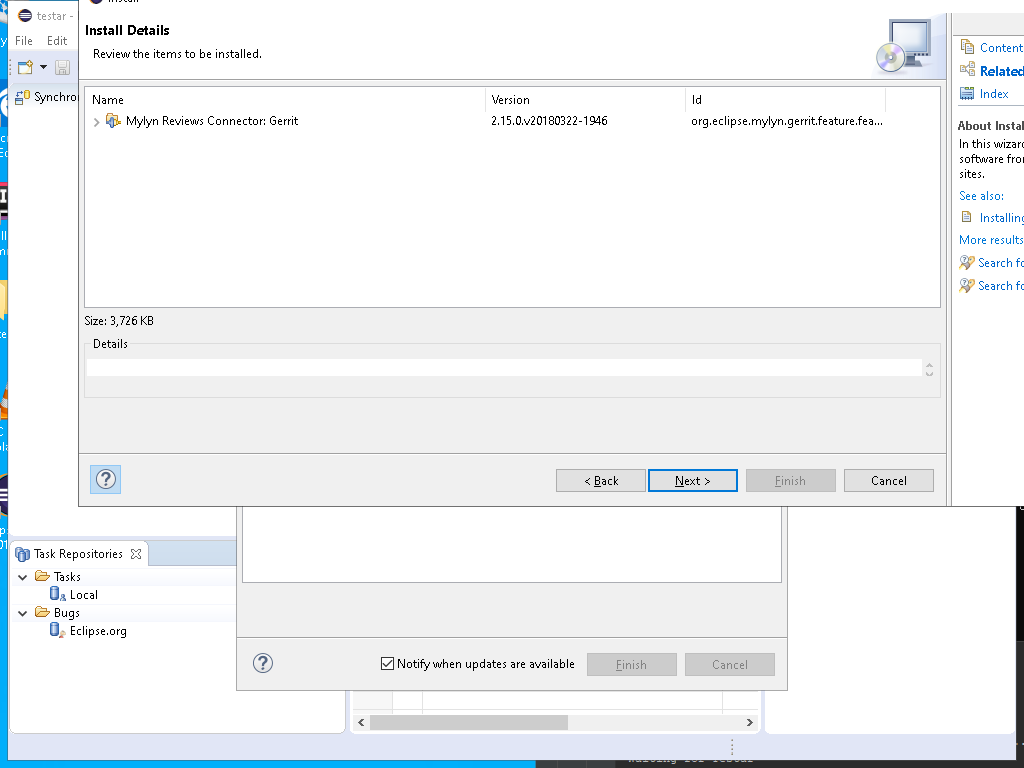 testar -
File Edit
Synchro
Install Details
Review the items to be installed.
Name Version Id
Mylyn Reviews Connector: Gerrit 2.15.0.v20180322-1946 org.eclipse.mylyn.gerrit.feature.fea...
Size: 3,726 KB
Details
< Back Next > Finish Cancel
Content
Related
Index
About Instal
In this wizar
software fro
sites.
See also:
Installing
More results
Search fo
Search fo
Task Repositories
Tasks
Local
Bugs
Eclipse.org
Notify when updates are available Finish Cancel